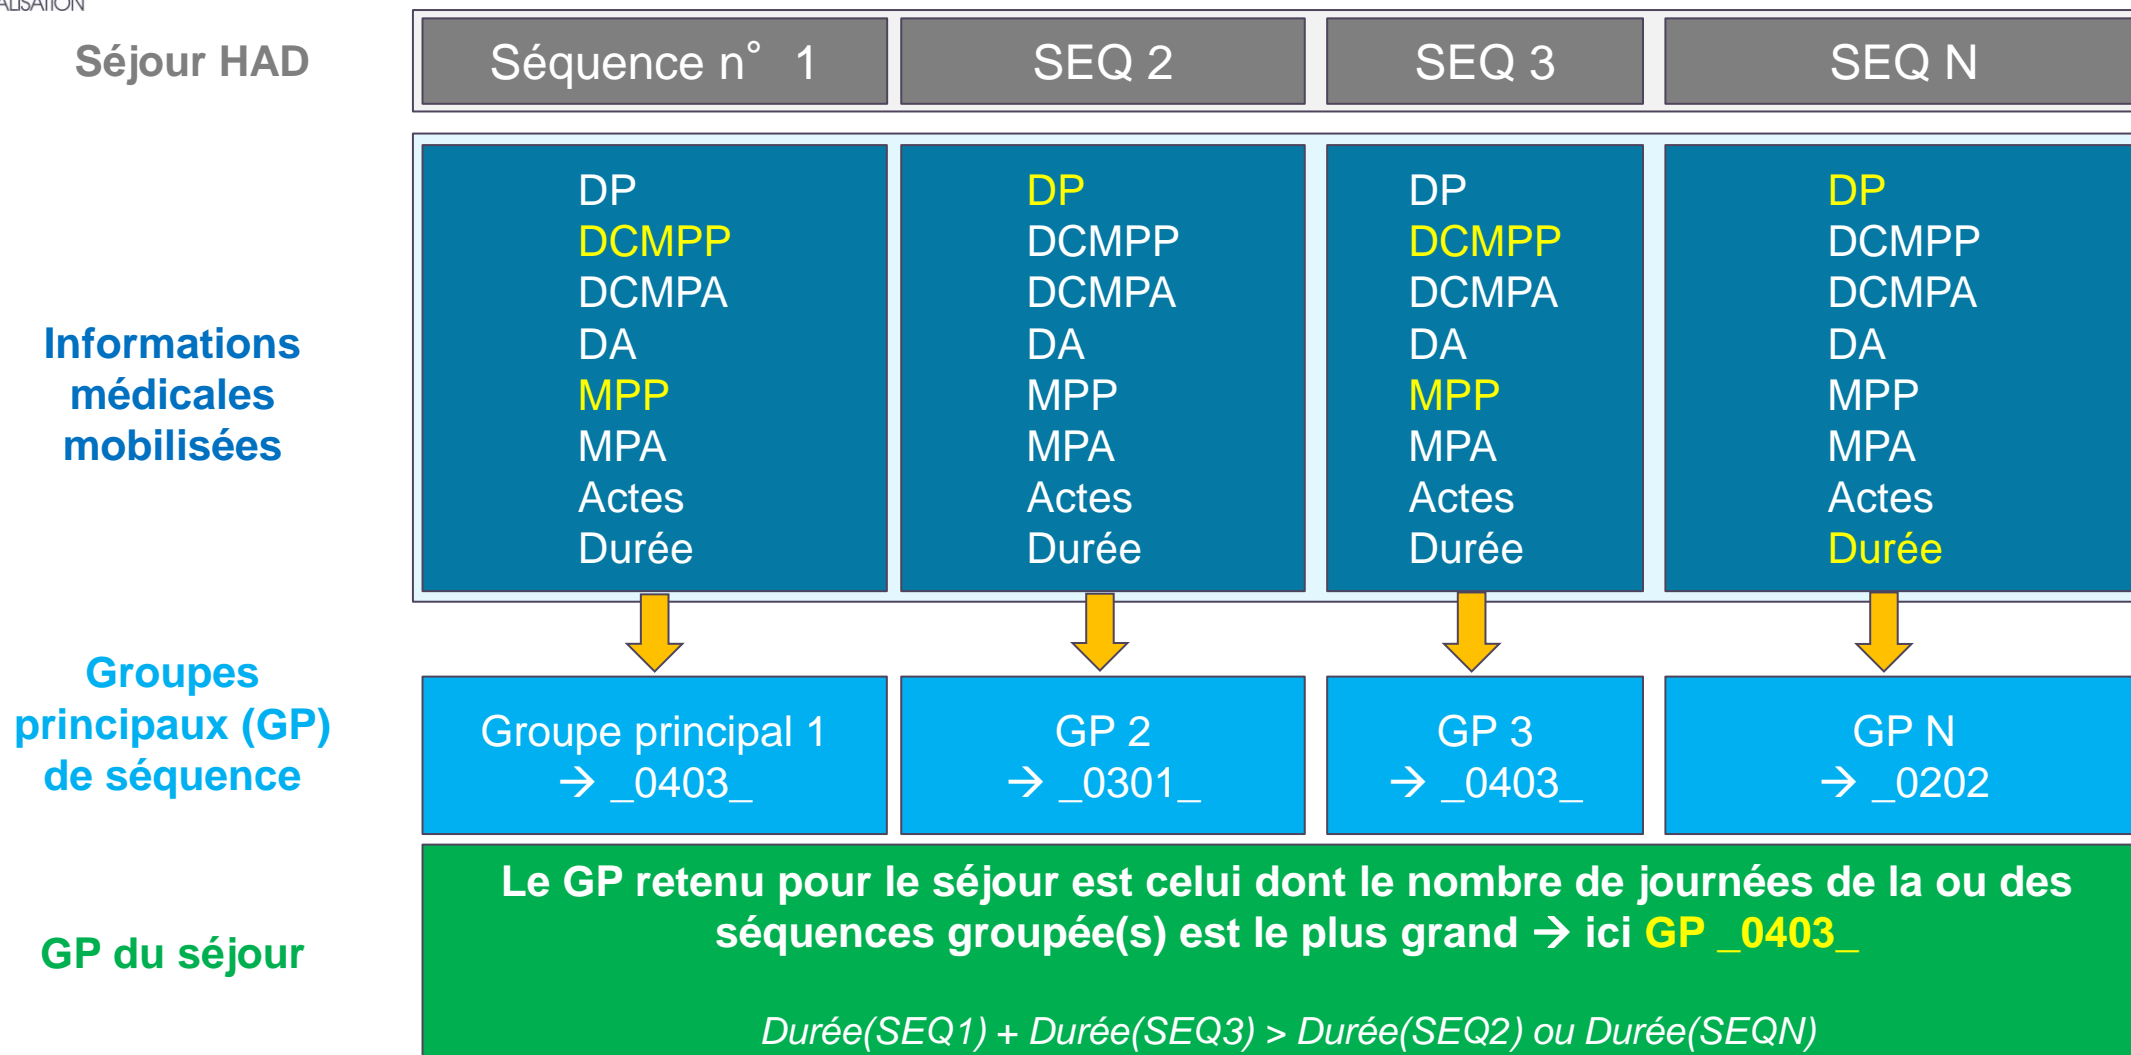 Séjour HAD
Séquence n° 1
SEQ 2
SEQ 3
SEQ N
Informations
médicales
mobilisées
DP
DCMPP
DCMPA
DA
MPP
MPA
Actes
Durée
DP
DCMPP
DCMPA
DA
MPP
MPA
Actes
Durée
DP
DCMPP
DCMPA
DA
MPP
MPA
Actes
Durée
DP
DCMPP
DCMPA
DA
MPP
MPA
Actes
Durée
Groupes
principaux (GP)
de séquence
Groupe principal 1
→ _0403_
GP 2
→ _0301_
GP 3
→ _0403_
GP N
→ _0202
GP du séjour
Le GP retenu pour le séjour est celui dont le nombre de journées de la ou des
séquences groupée(s) est le plus grand → ici GP _0403_
Durée(SEQ1) + Durée(SEQ3) > Durée(SEQ2) ou Durée(SEQN)